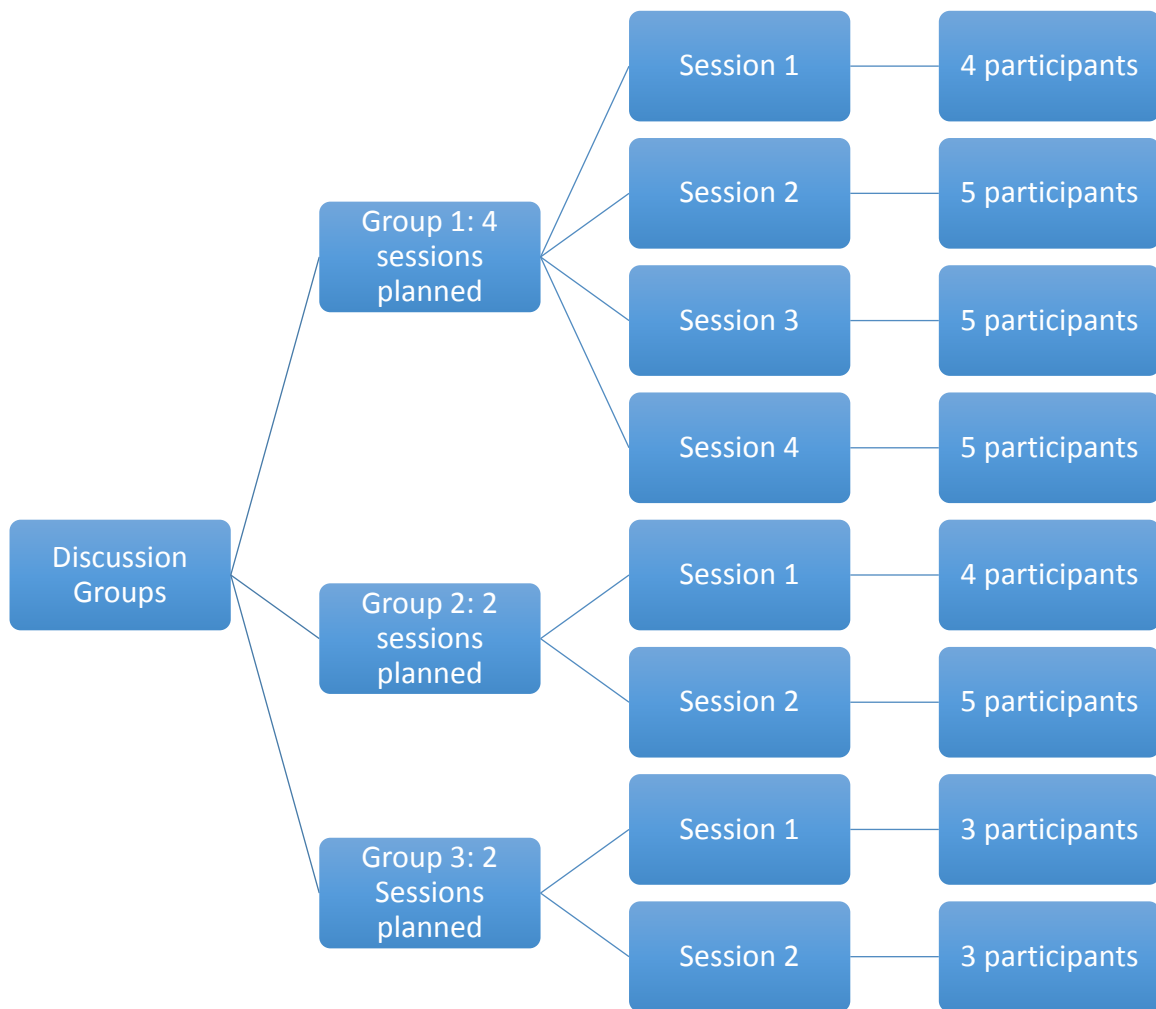 Session 1
4 participants
Session 2
5 participants
Group 1: 4
sessions
planned
Session 3
5 participants
Session 4
5 participants
Discussion
Groups
Session 1
4 participants
Group 2: 2
sessions
planned
Session 2
5 participants
Session 1
3 participants
Group 3: 2
Sessions
planned
Session 2
3 participants